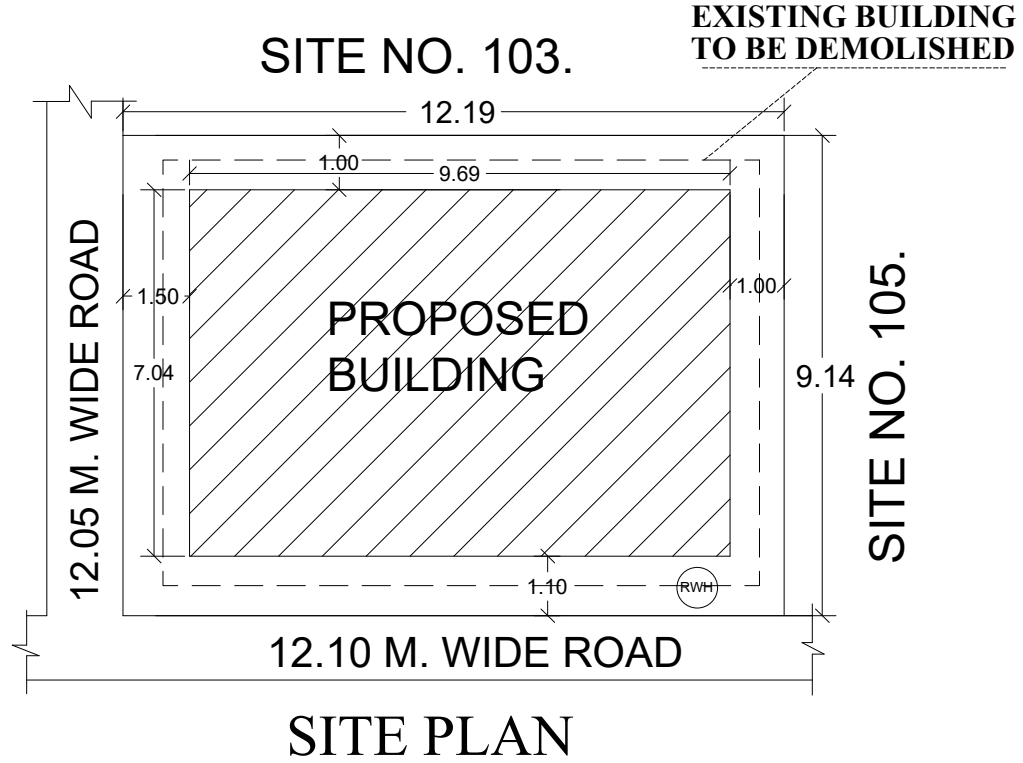 EXISTING BUILDING
TO BE DEMOLISHED
SITE NO. 103.
12.19
1.00
9.69
12.05 M. WIDE ROAD
1.50
7.04
PROPOSED
BUILDING
1.00
9.14
SITE NO. 105.
1.10
RWH
12.10 M. WIDE ROAD
SITE PLAN